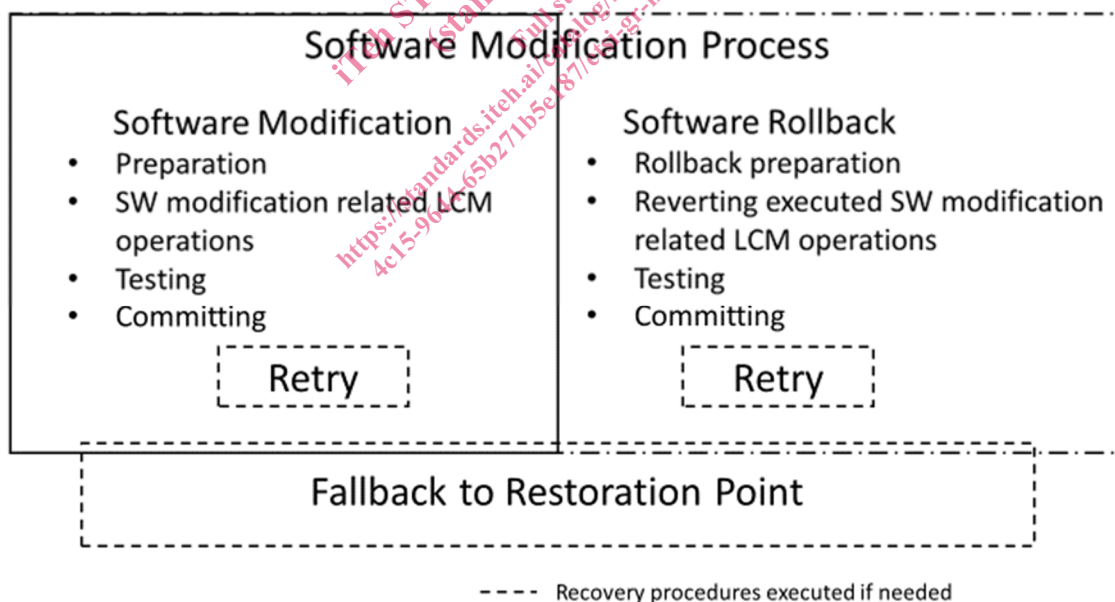 Software Modification Process
Software Modification
• Preparation
• SW modification related LCM
operations
• Testing
• Committing
Retry
Software Rollback
• Rollback preparation
• Reverting executed SW modification
related LCM operations
• Testing
• Committing
Retry
Fallback to Restoration Point
Recovery procedures executed if needed